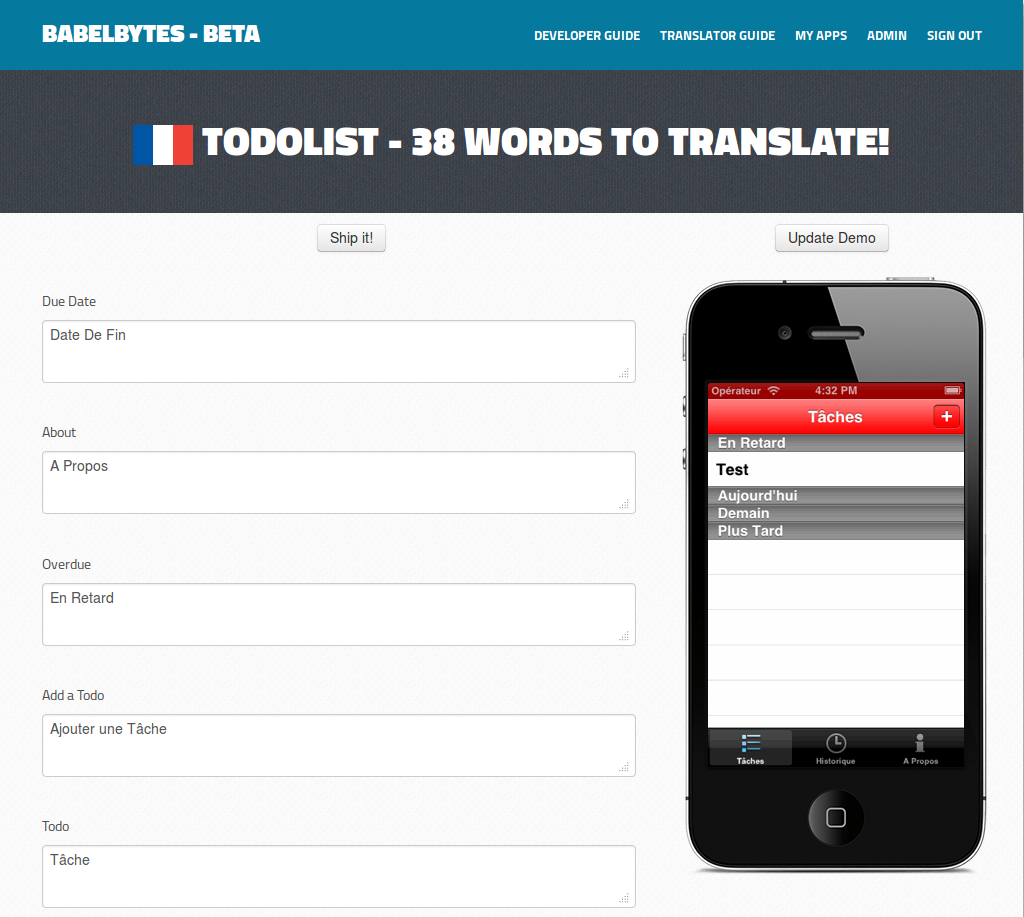 BABELBYTES - BETA
DEVELOPER GUIDE TRANSLATOR GUIDE MY APPS ADMIN SIGN OUT
TODOLIST - 38 WORDS TO TRANSLATE!
Ship it!
Update Demo
Due Date
Date De Fin
About
A Propos
Overdue
En Retard
Add a Todo
Ajouter une Tâche
Todo
Tâche
Opérateur 4:32 PM
Tâches +
En Retard
Test
Aujourd'hui
Demain
Plus Tard
Tâches Historique A Propos